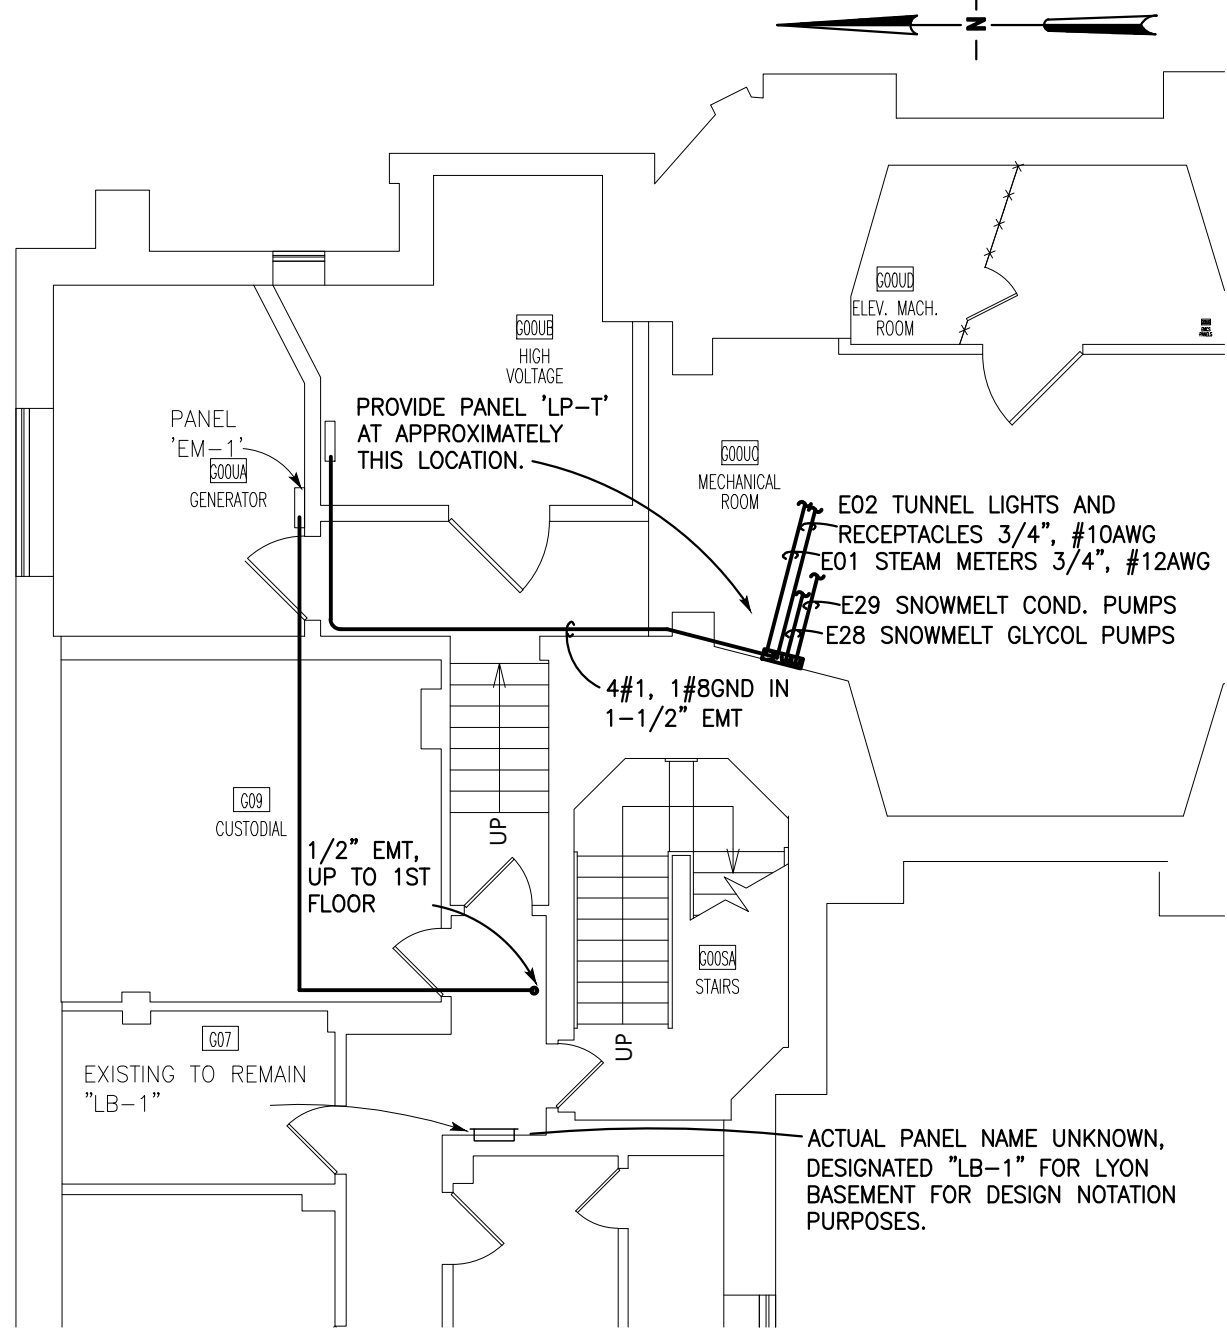 N
G00UB
HIGH
VOLTAGE
G00UD
ELEV. MACH.
ROOM
PANEL
'EM-1'
G00UA
GENERATOR
PROVIDE PANEL 'LP-T'
AT APPROXIMATELY
THIS LOCATION.
G00UC
MECHANICAL
ROOM
E02 TUNNEL LIGHTS AND
RECEPTACLES 3/4", #10AWG
E01 STEAM METERS 3/4", #12AWG
E29 SNOWMELT COND. PUMPS
E28 SNOWMELT GLYCOL PUMPS
4#1, 1#8GND IN
1-1/2" EMT
G09
CUSTODIAL
UP
1/2" EMT,
UP TO 1ST
FLOOR
G00SA
STAIRS
UP
G07
EXISTING TO REMAIN
"LB-1"
ACTUAL PANEL NAME UNKNOWN,
DESIGNATED "LB-1" FOR LYON
BASEMENT FOR DESIGN NOTATION
PURPOSES.